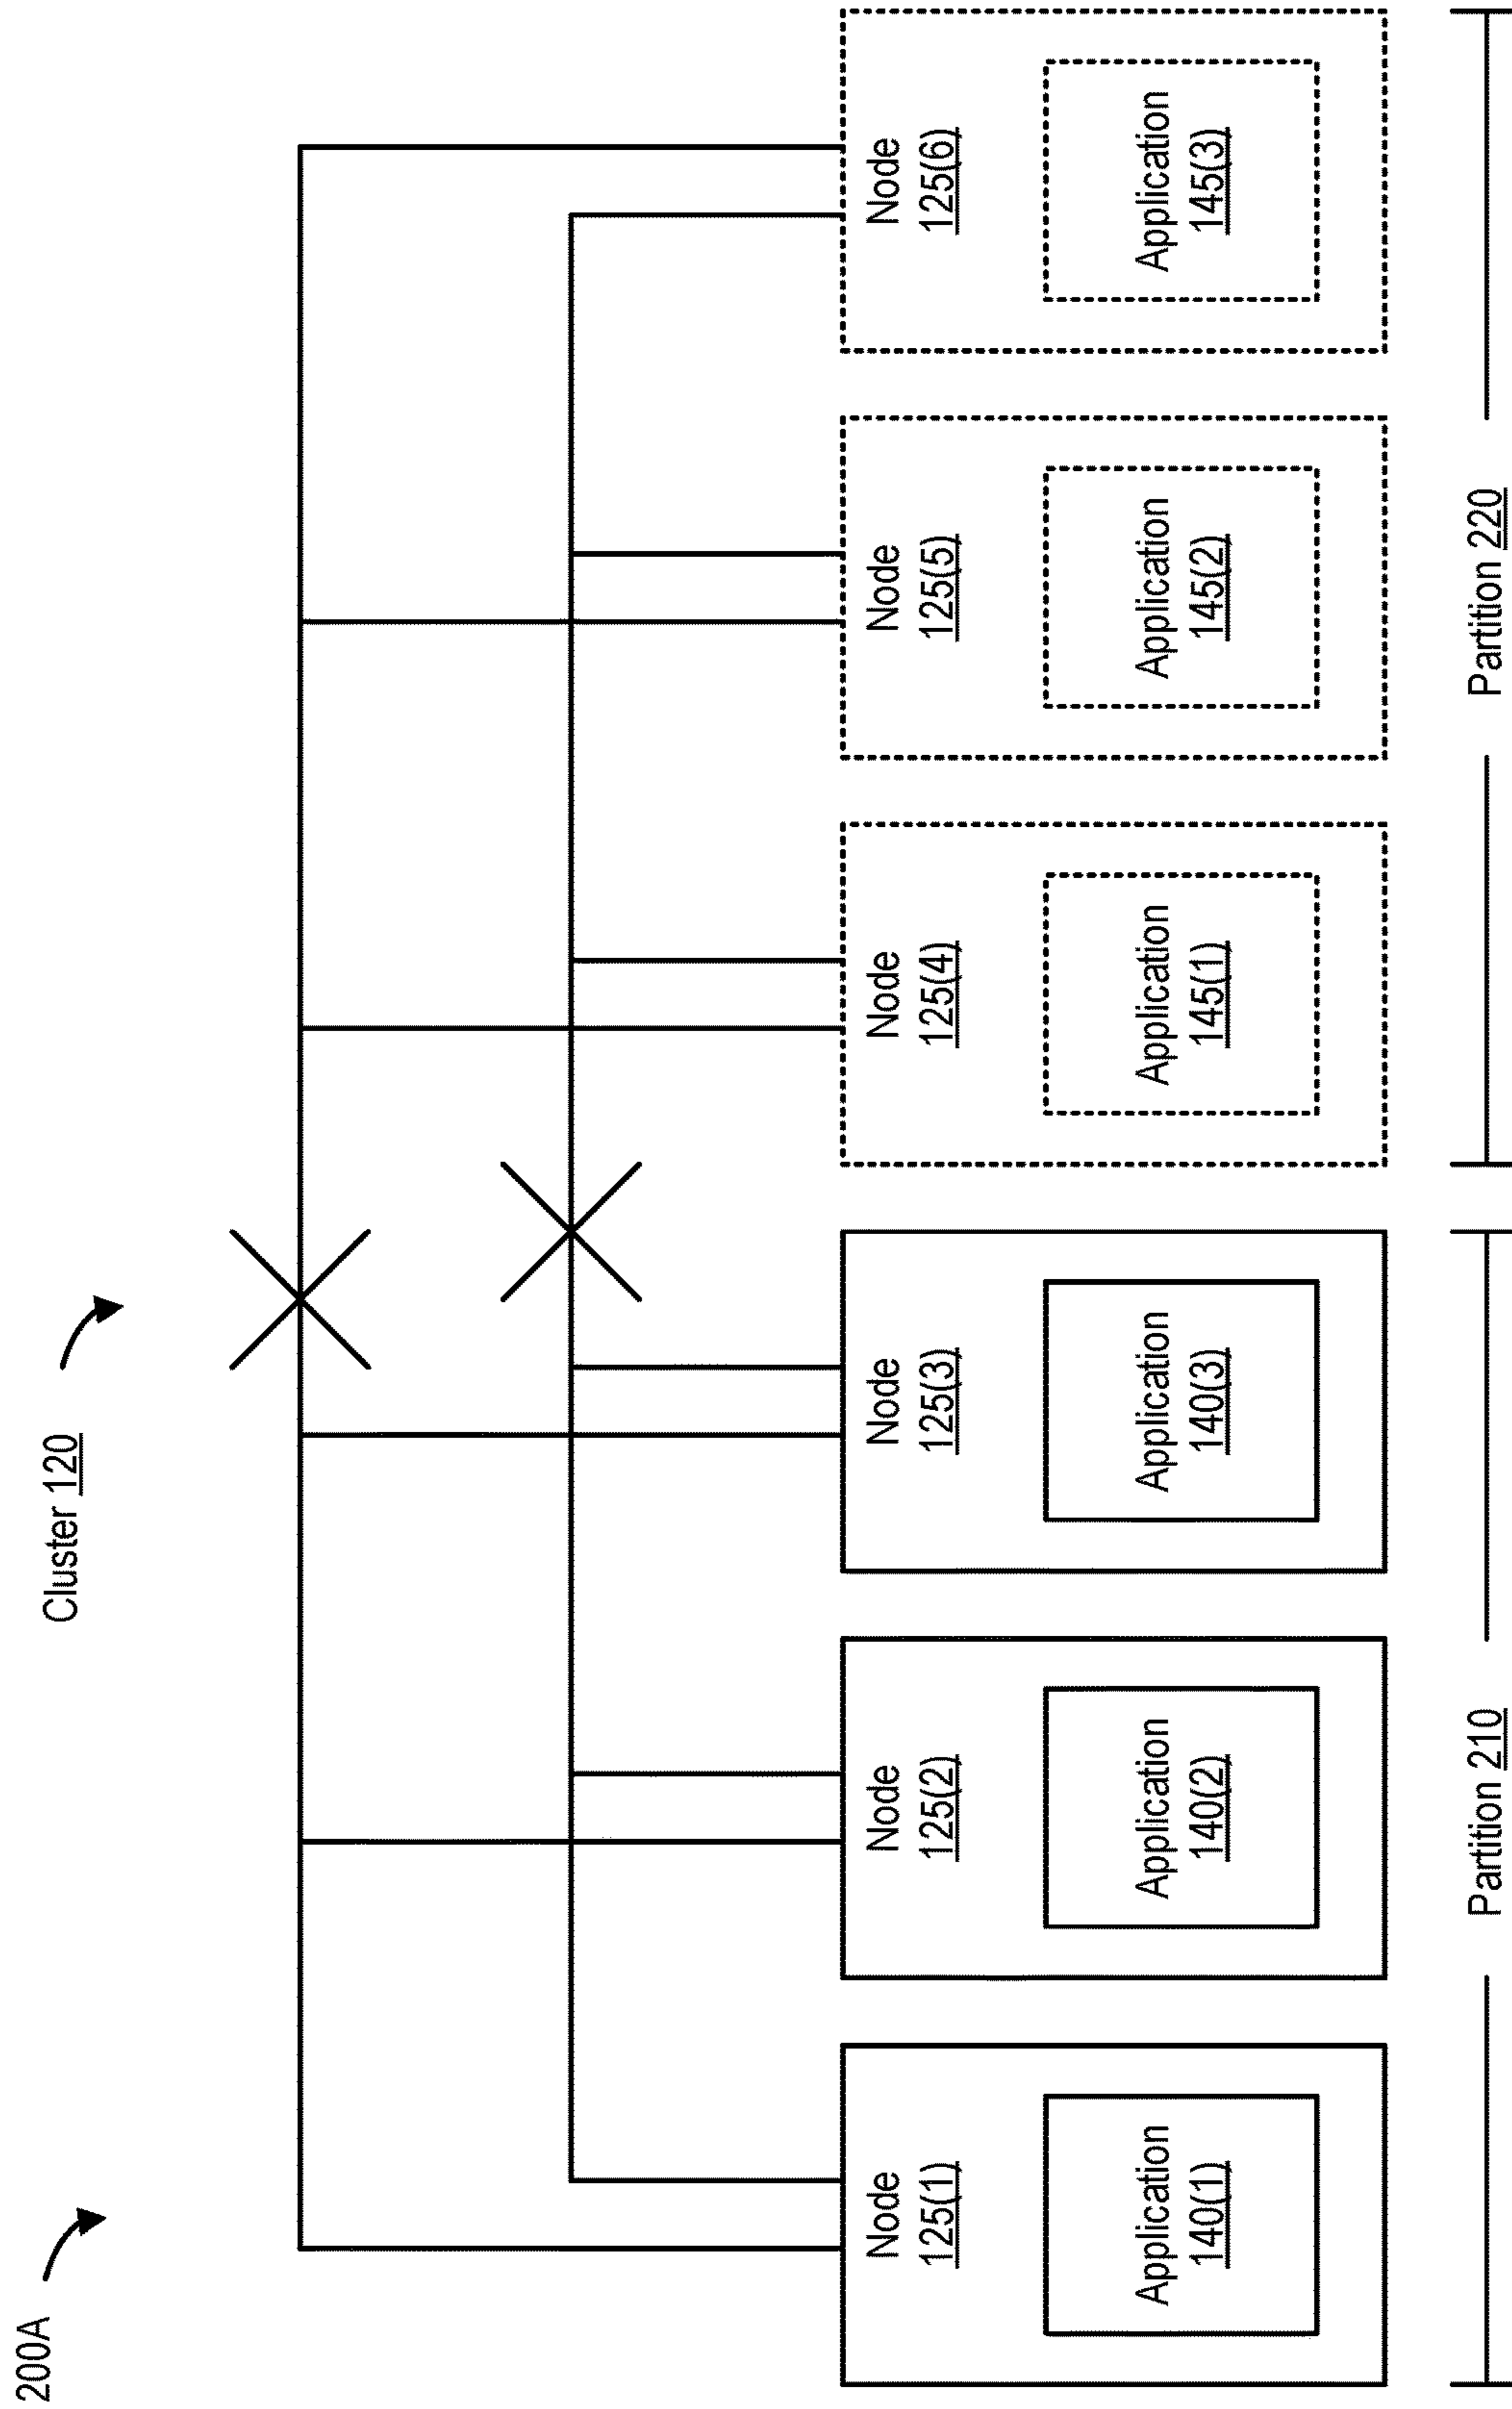 200A
Cluster 120
Node
125(1)
Application
140(1)
Node
125(2)
Application
140(2)
Node
125(3)
Application
140(3)
Node
125(4)
Application
145(1)
Node
125(5)
Application
145(2)
Node
125(6)
Application
145(3)
Partition 210
Partition 220